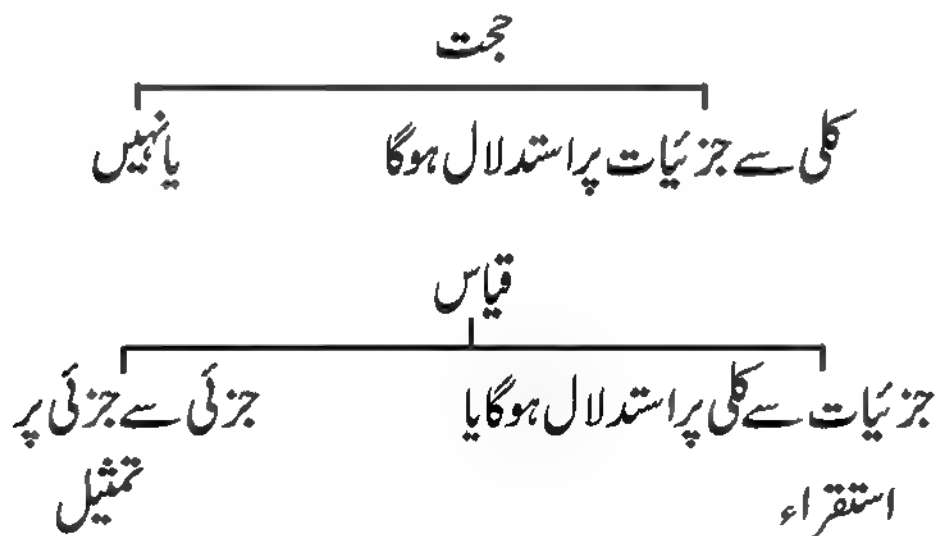 حجت
کلی سے جزئیات پر استدلال ہوگا یا نہیں
قیاس
جزئیات سے کلی پر استدلال ہوگا یا جزئی سے جزئی پر
استقراء تمثیل